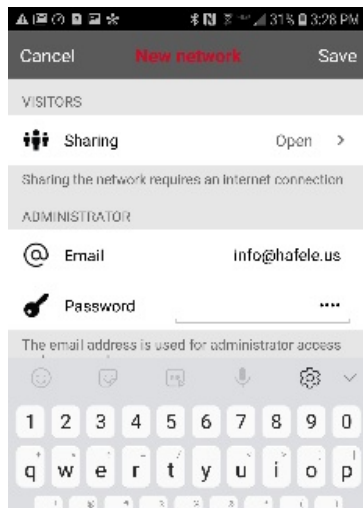 31% 3:28 PM
Cancel New network Save
VISITORS
Sharing Open >
Sharing the network requires an internet connection
ADMINISTRATOR
@ Email info@hafele.us
Password ••••
The email address is used for administrator access
1 2 3 4 5 6 7 8 9 0
q w e r t y u i o p